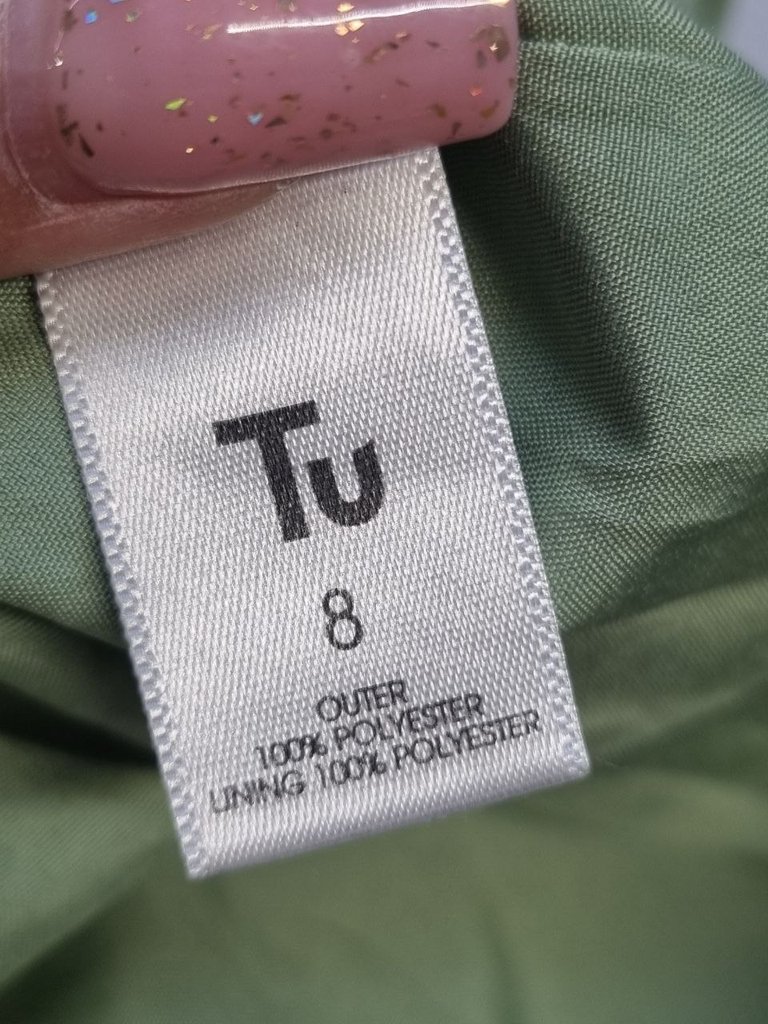 Tu
8
OUTER
100% POLYESTER
LINING 100% POLYESTER